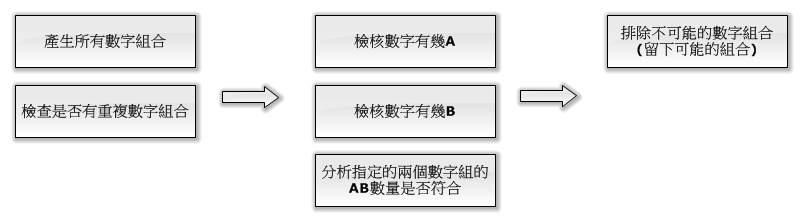 產生所有數字組合
檢查是否有重複數字組合
檢核數字有幾A
檢核數字有幾B
分析指定的兩個數字組的
AB數量是否符合
排除不可能的數字組合
(留下可能的組合)